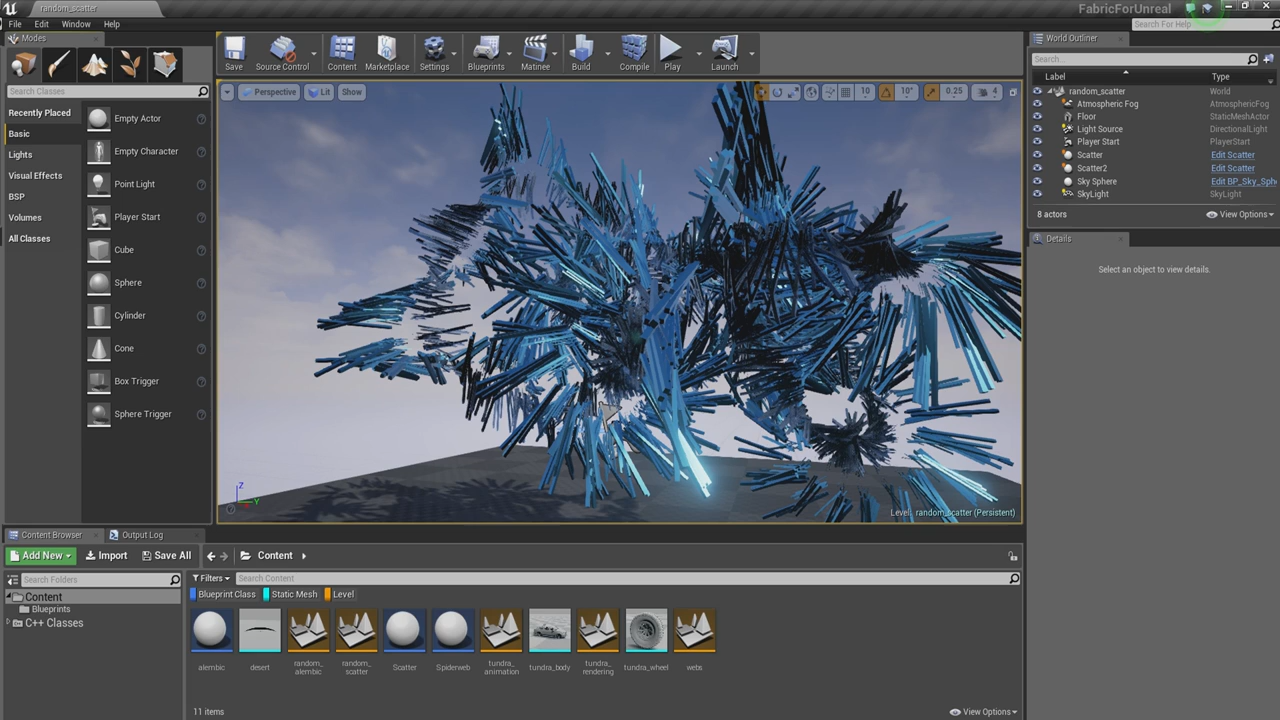 random_scatter
FabricForUnreal
File Edit Window Help
Search For Help
Modes
Search Classes
Recently Placed
Basic
Lights
Visual Effects
BSP
Volumes
All Classes
Empty Actor
Empty Character
Point Light
Player Start
Cube
Sphere
Cylinder
Cone
Box Trigger
Sphere Trigger
Save
Source Control
Content
Marketplace
Settings
Blueprints
Matinee
Build
Compile
Play
Launch
Perspective
Lit
Show
10
10°
0.25
4
Z
Y
Level: random_scatter (Persistent)
World Outliner
Search...
Label Type
random_scatter World
Atmospheric Fog AtmosphericFog
Floor StaticMeshActor
Light Source DirectionalLight
Player Start PlayerStart
Scatter Edit Scatter
Scatter2 Edit Scatter
Sky Sphere Edit BP_Sky_Sph
SkyLight SkyLight
8 actors View Options
Details
Select an object to view details.
Content Browser Output Log
Add New Import Save All Content
Search Folders
Content
Blueprints
C++ Classes
Filters Search Content
Blueprint Class Static Mesh Level
alembic
desert
random_
alembic
random_
scatter
Scatter
Spiderweb
tundra_
animation
tundra_body
tundra_
rendering
tundra_wheel
webs
11 items View Options